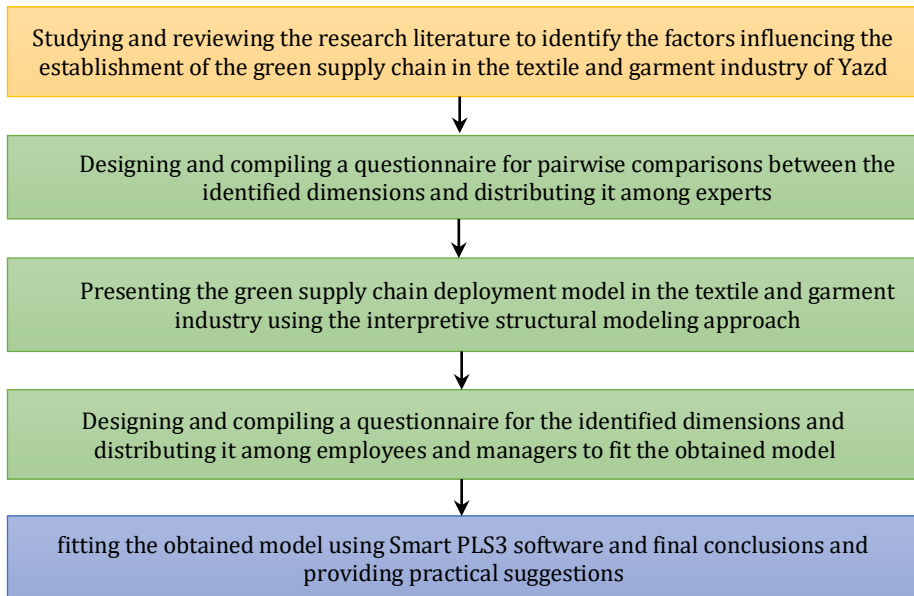 Studying and reviewing the research literature to identify the factors influencing the
establishment of the green supply chain in the textile and garment industry of Yazd
Designing and compiling a questionnaire for pairwise comparisons between the
identified dimensions and distributing it among experts
Presenting the green supply chain deployment model in the textile and garment
industry using the interpretive structural modeling approach
Designing and compiling a questionnaire for the identified dimensions and
distributing it among employees and managers to fit the obtained model
fitting the obtained model using Smart PLS3 software and final conclusions and
providing practical suggestions